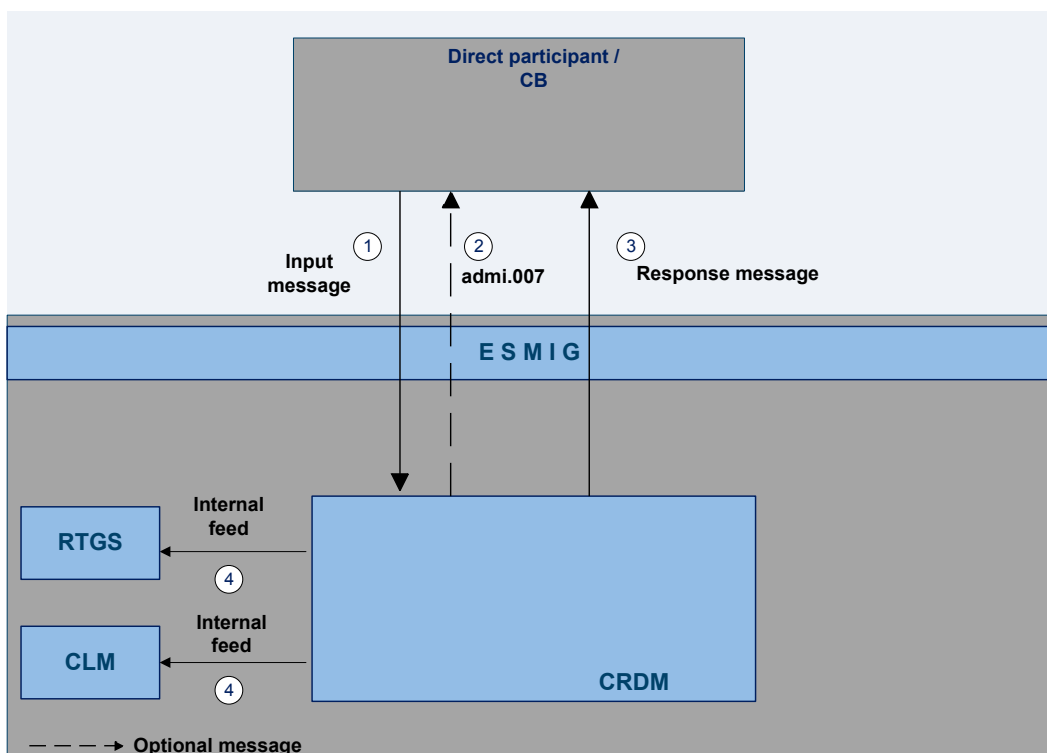 Direct participant /
CB
1
2
3
Input
message
admi.007
Response message
E S M I G
Internal
feed
RTGS
4
Internal
feed
CLM
4
CRDM
Optional message